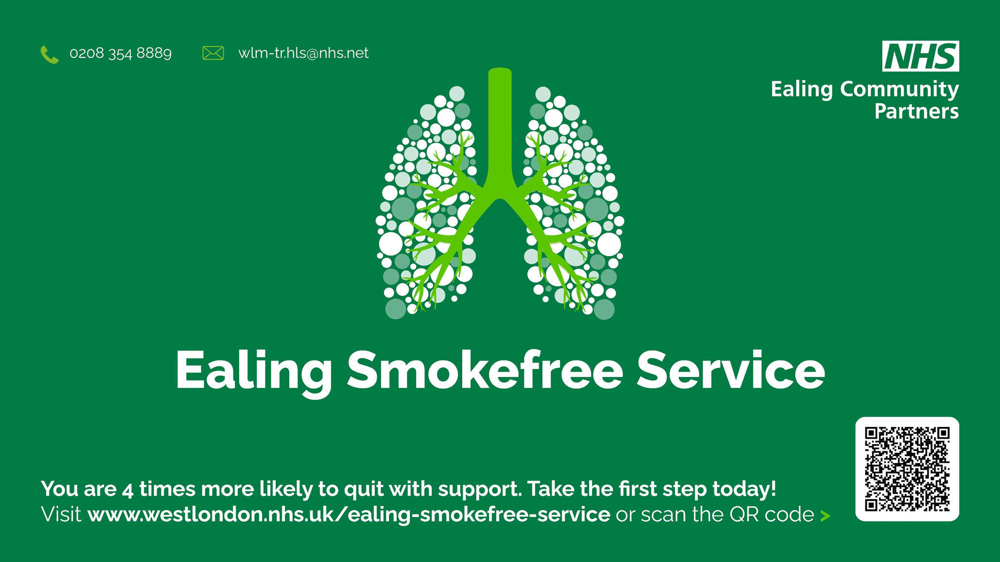 0208 354 8889
wlm-tr.hls@nhs.net
NHS
Ealing Community
Partners
Ealing Smokefree Service
You are 4 times more likely to quit with support. Take the first step today!
Visit www.westlondon.nhs.uk/ealing-smokefree-service or scan the QR code >